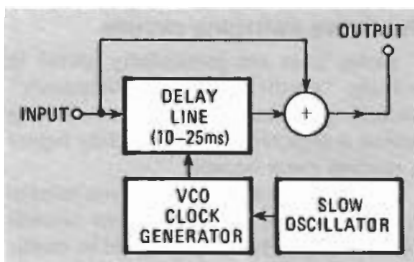 OUTPUT
INPUT
DELAY
LINE
(10–25ms)
+
VCO
CLOCK
GENERATOR
SLOW
OSCILLATOR